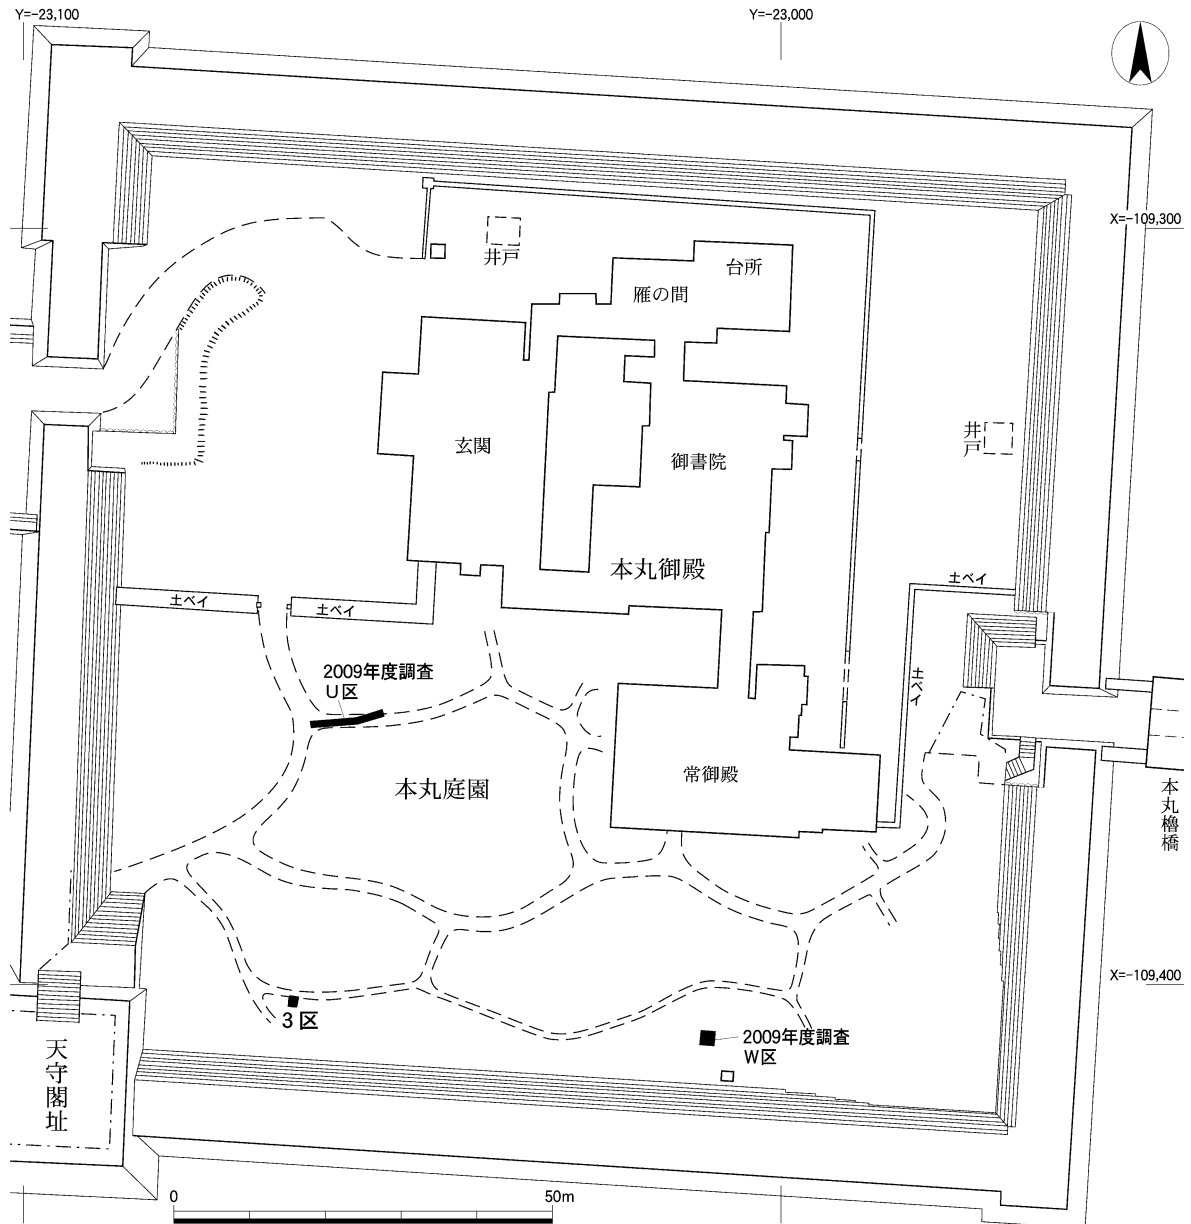 Y=−23,100
Y=−23,000
X=−109,300
井戸
台所
雁の間
玄関
御書院
井戸
本丸御殿
土ベイ
土ベイ
土ベイ
土ベイ
2009年度調査
U区
本丸庭園
常御殿
本丸櫓橋
X=−109,400
3区
2009年度調査
W区
天守閣址
0
50m